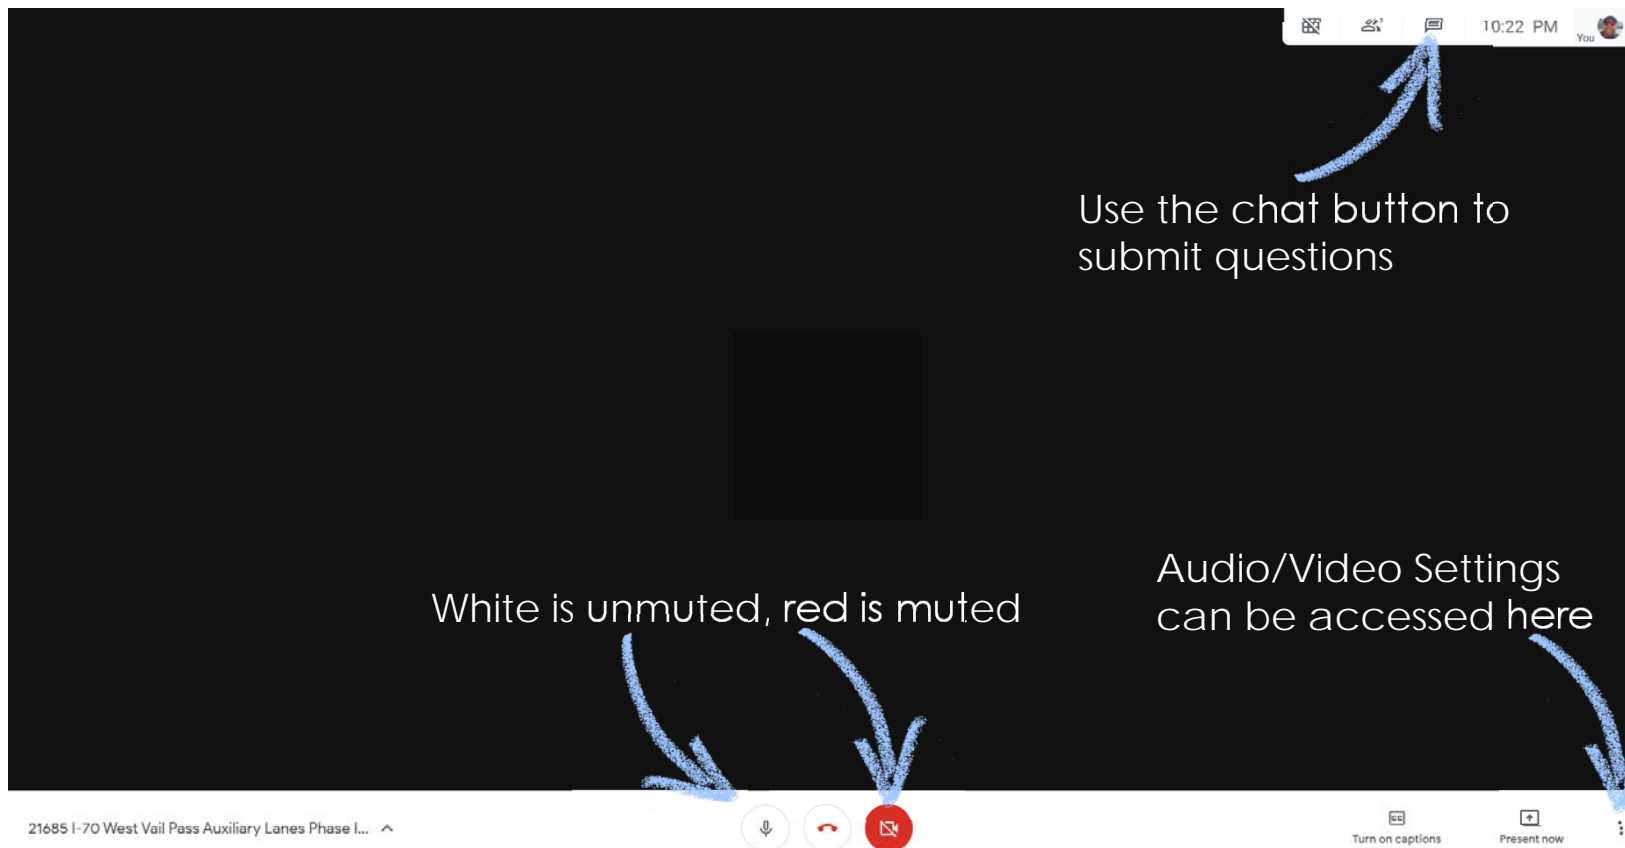 10:22 PM
You
Use the chat button to
submit questions
Audio/Video Settings
can be accessed here
White is unmuted, red is muted
21685 I-70 West Vail Pass Auxiliary Lanes Phase I...
Turn on captions
Present now